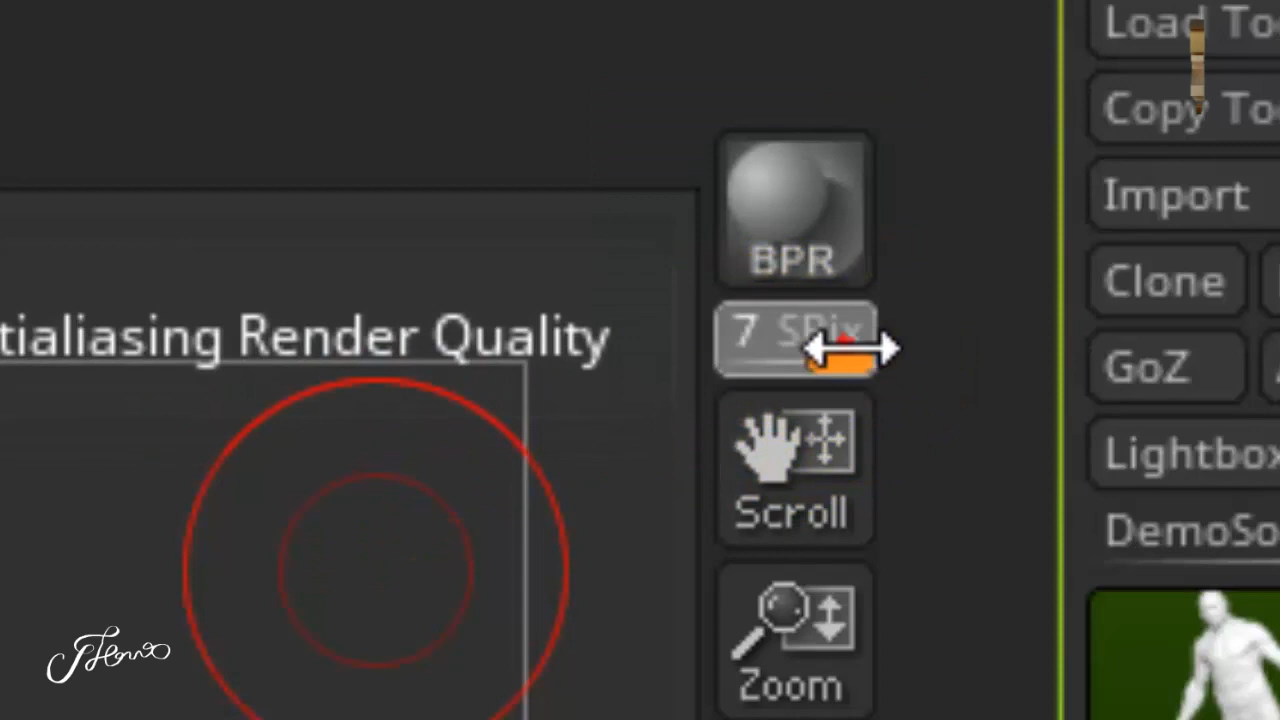 Load To
Copy To
Import
Clone
GoZ
Lightbox
DemoSo
BPR
7 SPix
tialiasing Render Quality
Scroll
Zoom